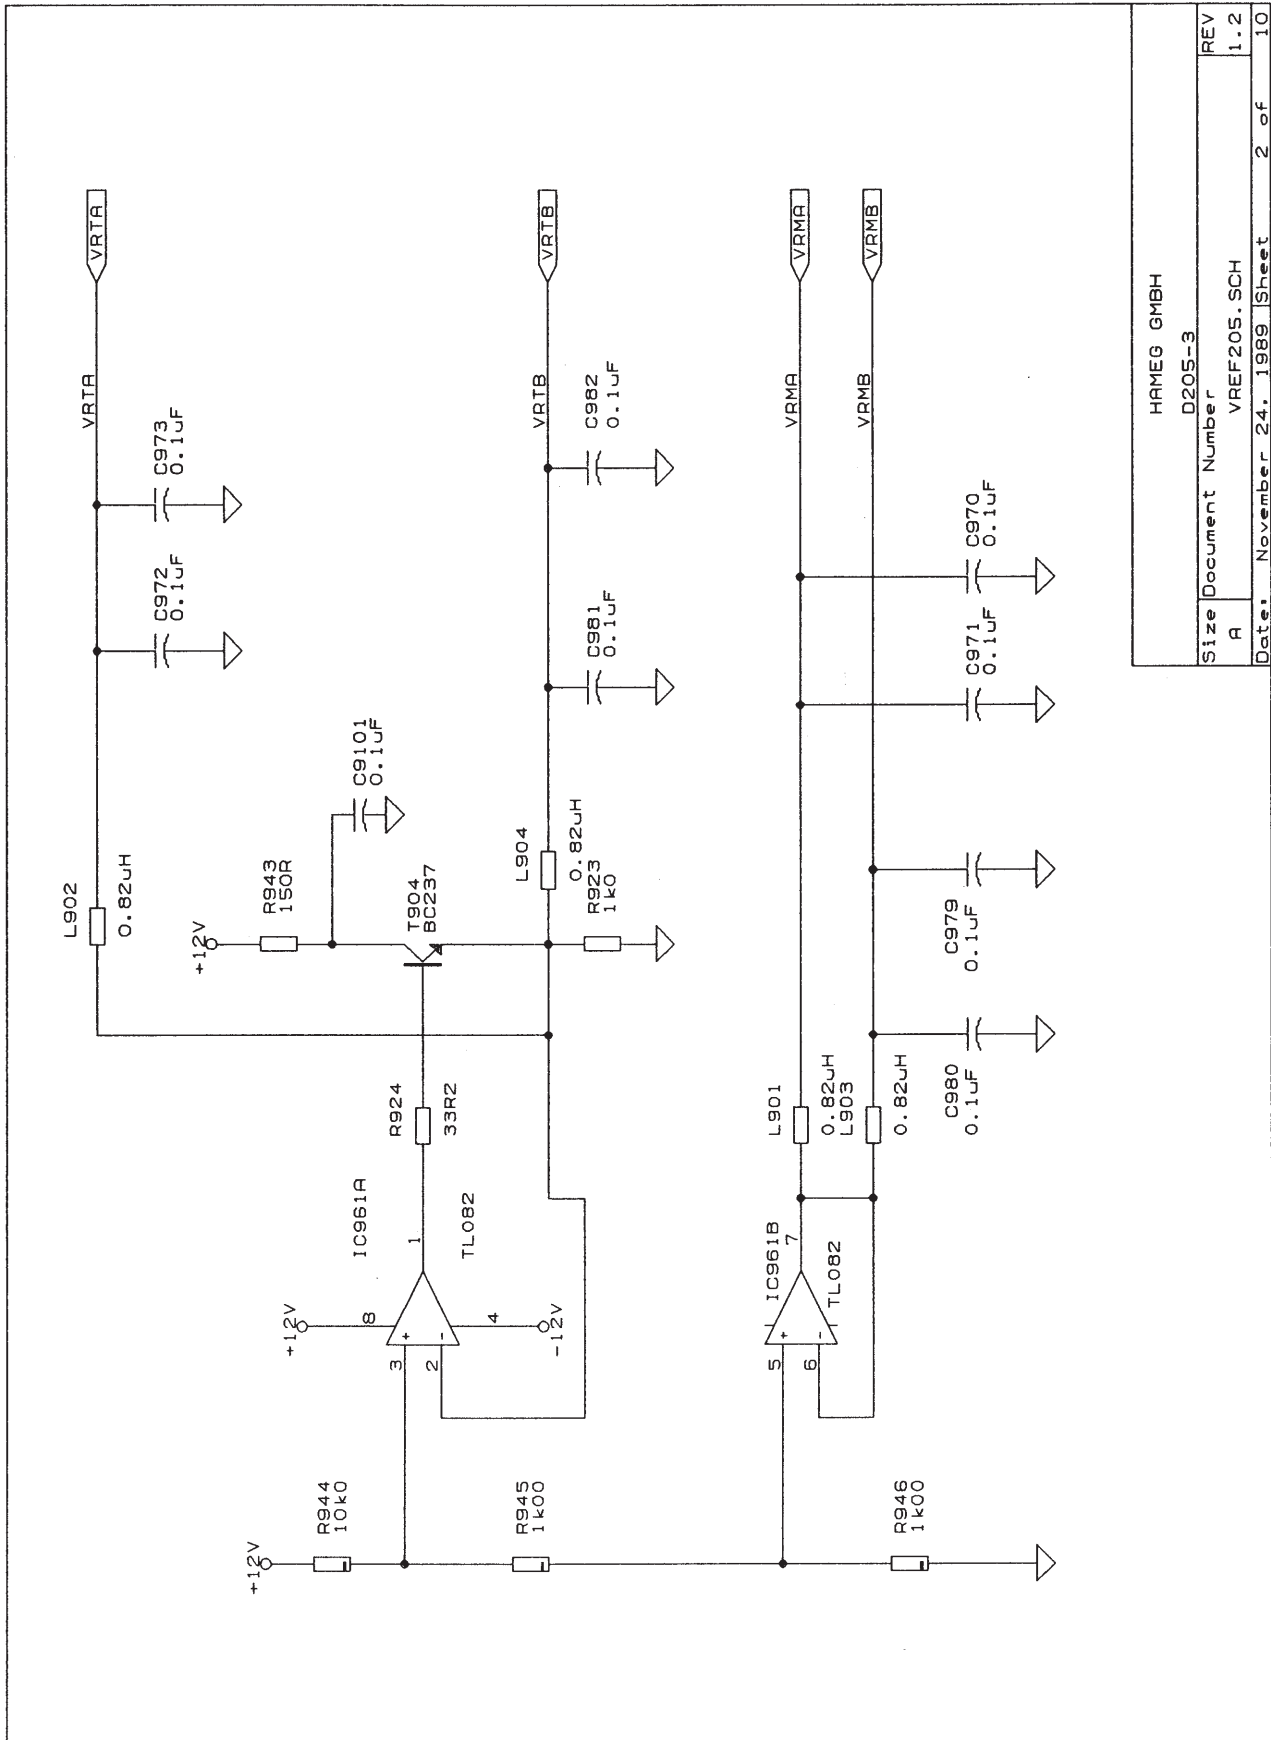 L902
0.82uH
VRTA
VRTA
C972
0.1uF
C973
0.1uF
+12V
R943
150R
C9101
0.1uF
T904
BC237
R924
33R2
IC961A
TL082
+12V
8
3
+
2
-
1
4
-12V
L904
0.82uH
R923
1k0
C981
0.1uF
C982
0.1uF
VRTB
VRTB
+12V
R944
10k0
R945
1k00
R946
1k00
IC961B
7
TL082
5
+
6
-
L901
0.82uH
L903
0.82uH
C980
0.1uF
C979
0.1uF
C971
0.1uF
C970
0.1uF
VRMA
VRMA
VRMB
VRMB
HAMEG GMBH
D205-3
Size Document Number REV
A VREF205.SCH 1.2
Date: November 24, 1989 Sheet 2 of 10